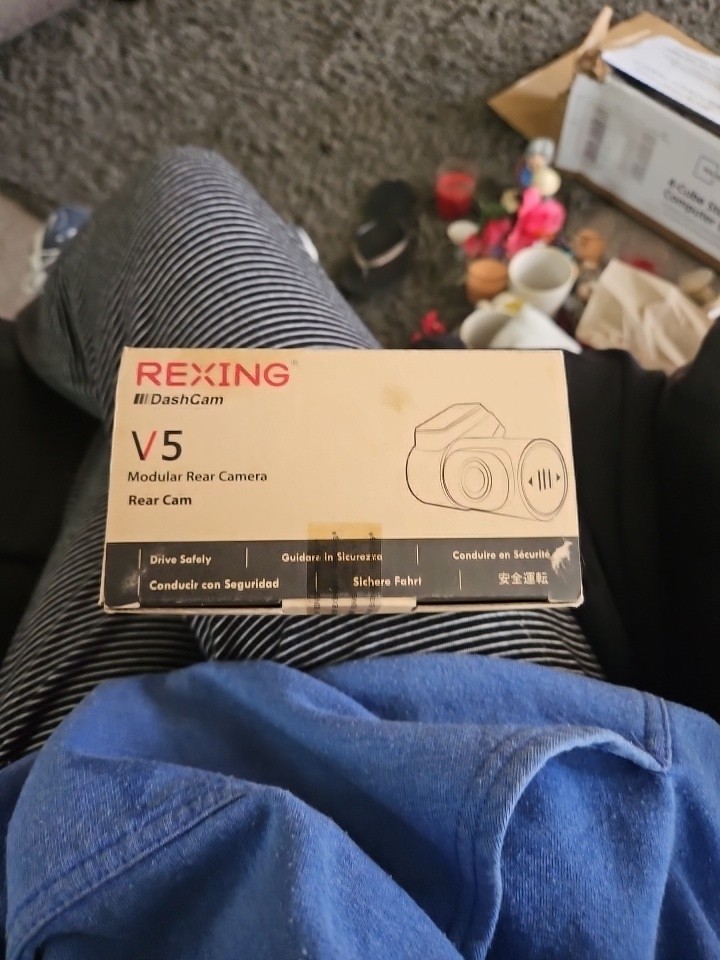 REXING®
DashCam
V5
Modular Rear Camera
Rear Cam
Drive Safely
Guidare in Sicurezza
Conduire en Sécurité
Conducir con Seguridad
Sichere Fahrt
安全運転
Computer